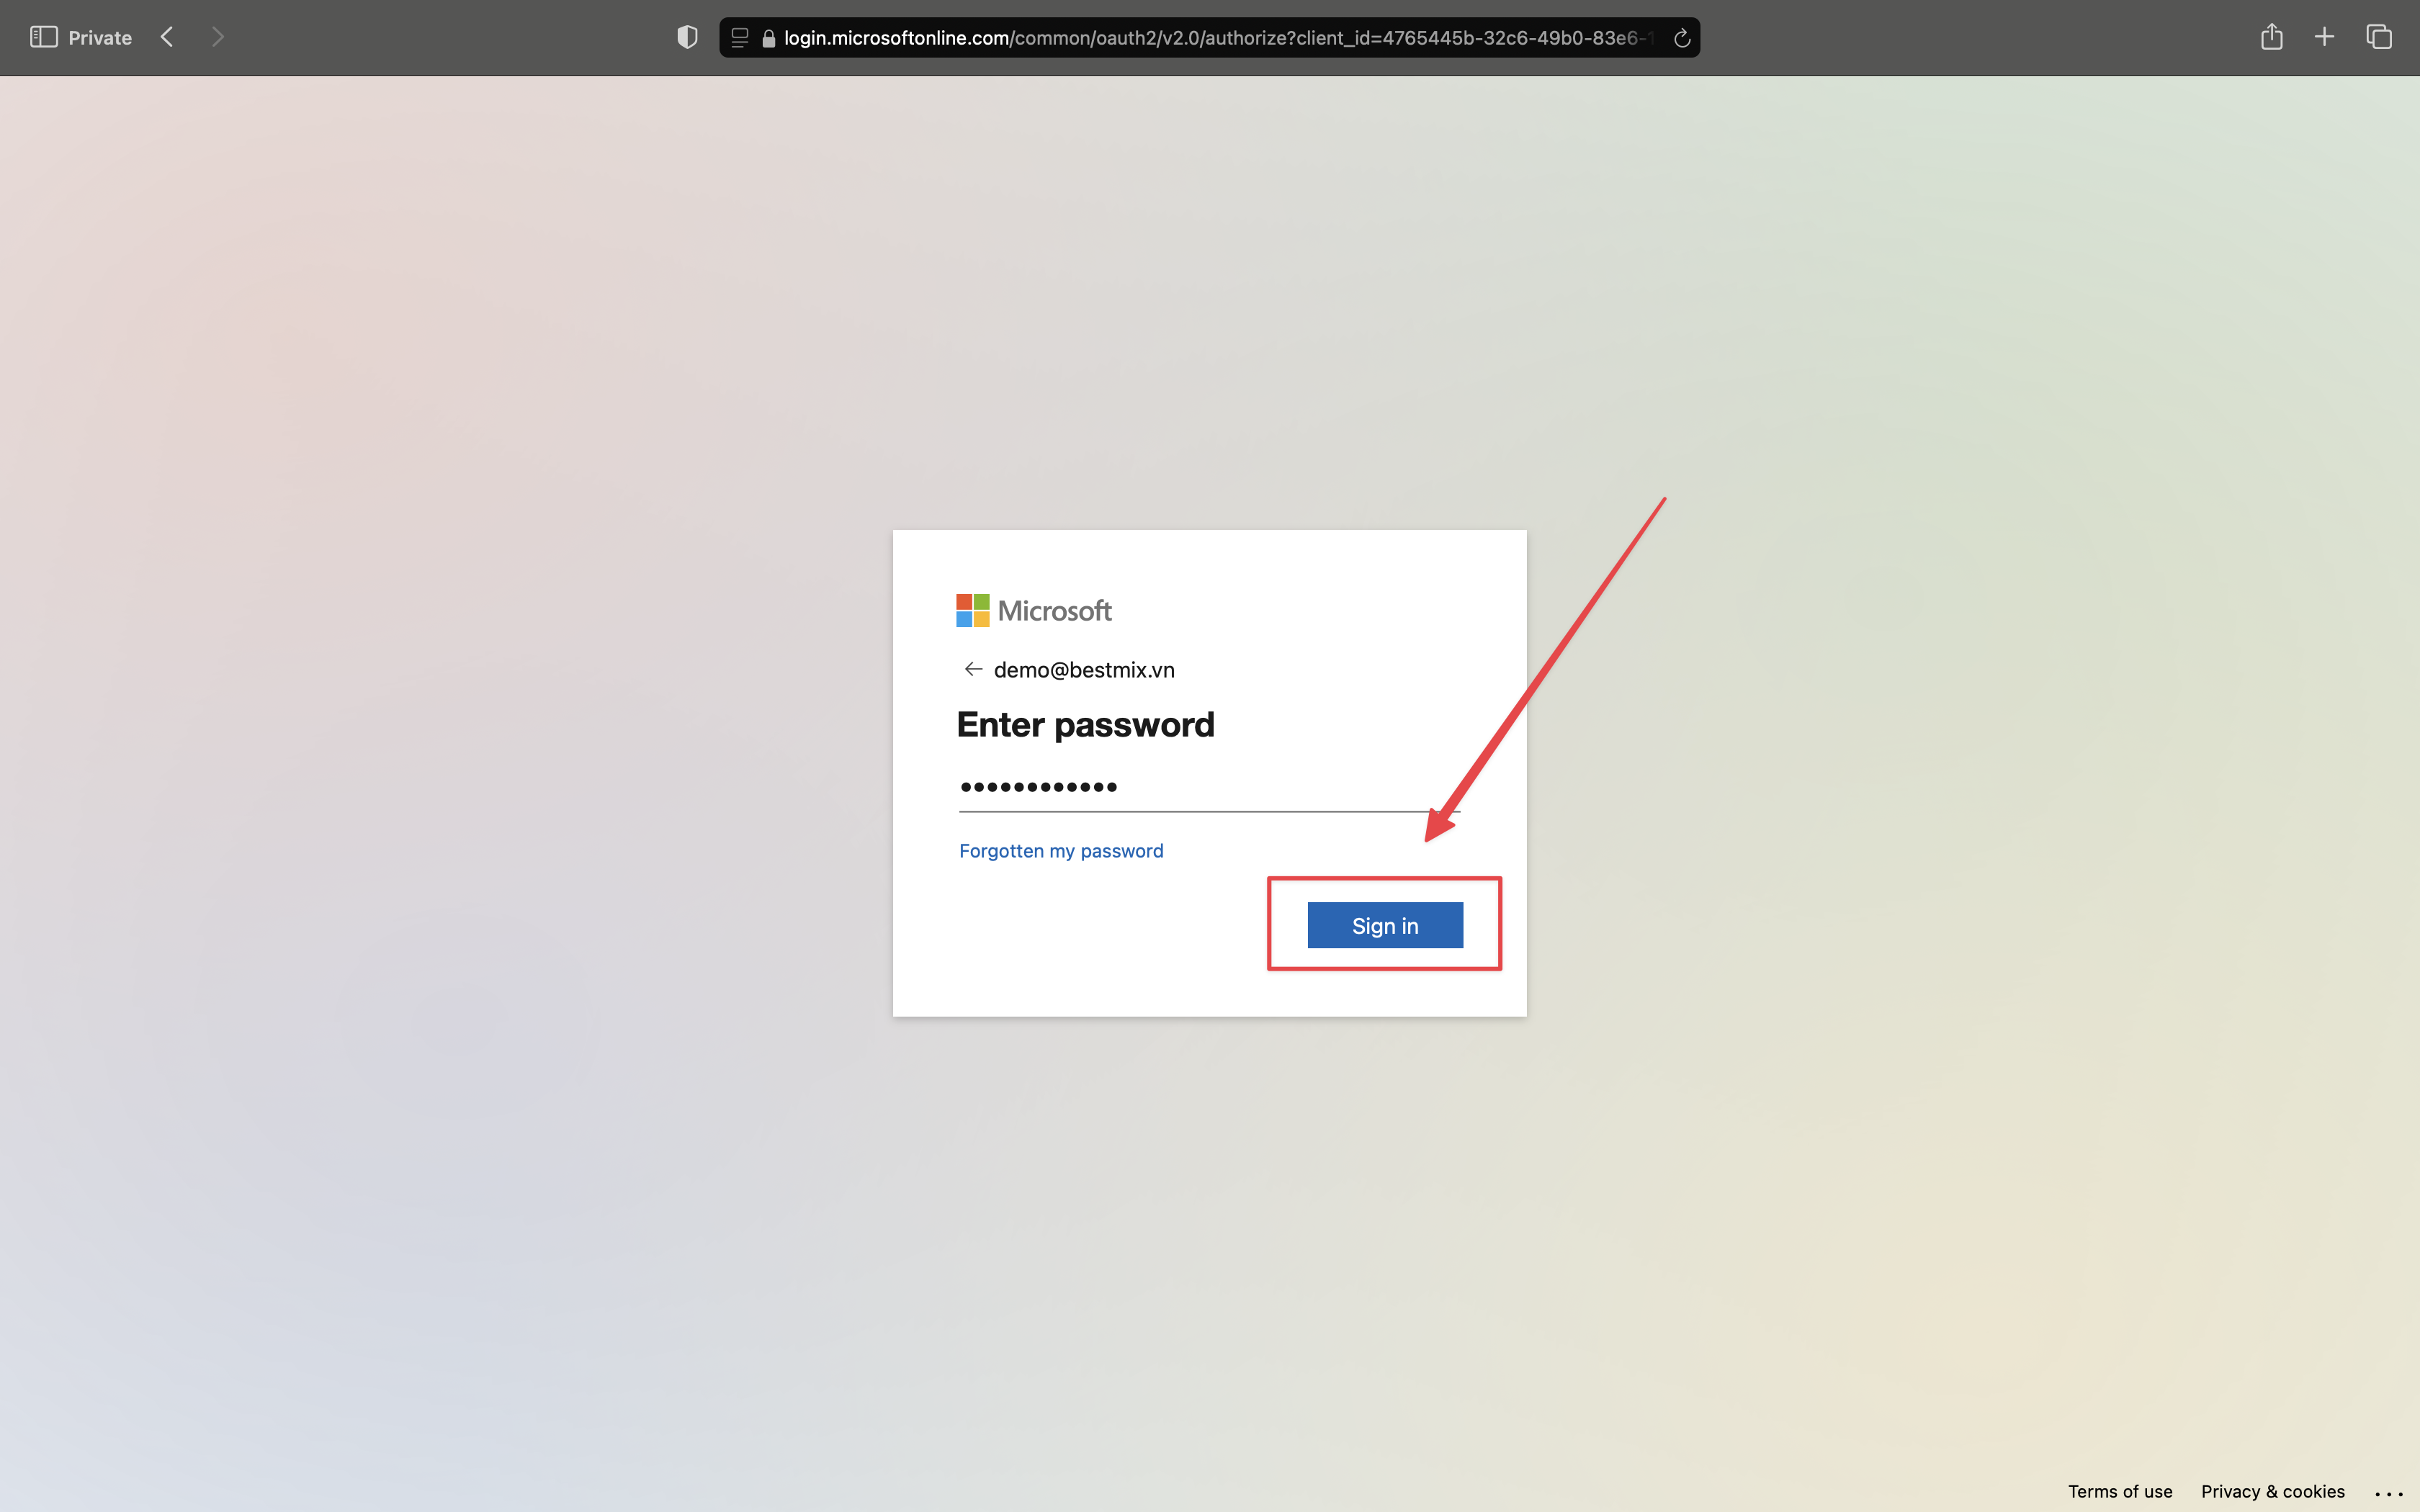 Private
login.microsoftonline.com/common/oauth2/v2.0/authorize?client_id=4765445b-32c6-49b0-83e6-
Microsoft
demo@bestmix.vn
Enter password
••••••••••••
Forgotten my password
Sign in
Terms of use Privacy & cookies ...